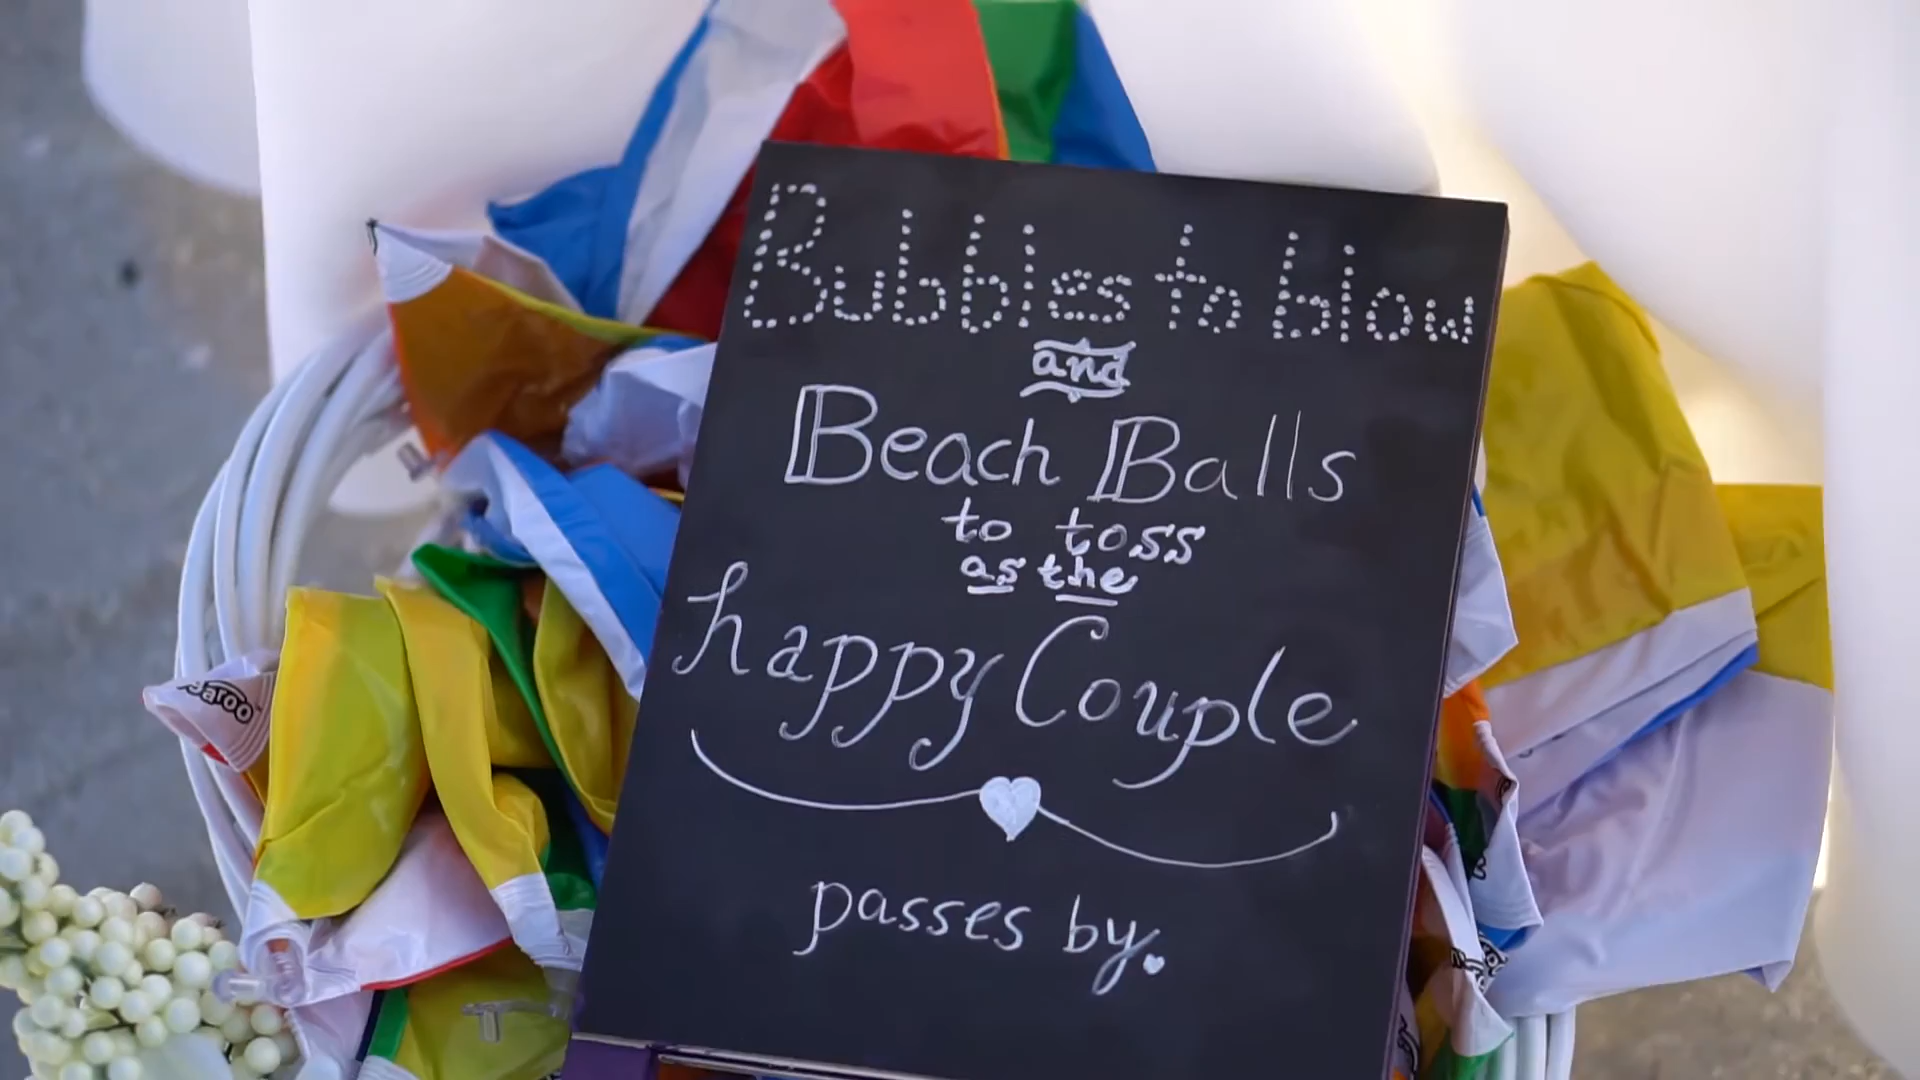 Bubbles to blow
and
Beach Balls
to toss
as the
happy Couple
passes by.